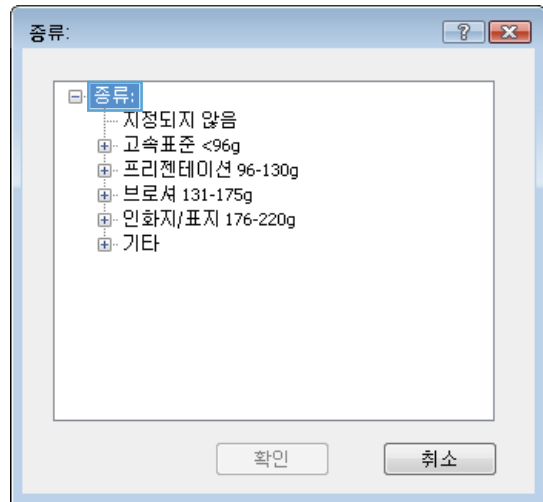 종류:
종류:
지정되지 않음
고속표준 <96g
프리젠테이션 96-130g
브로셔 131-175g
인화지/표지 176-220g
기타
확인 취소